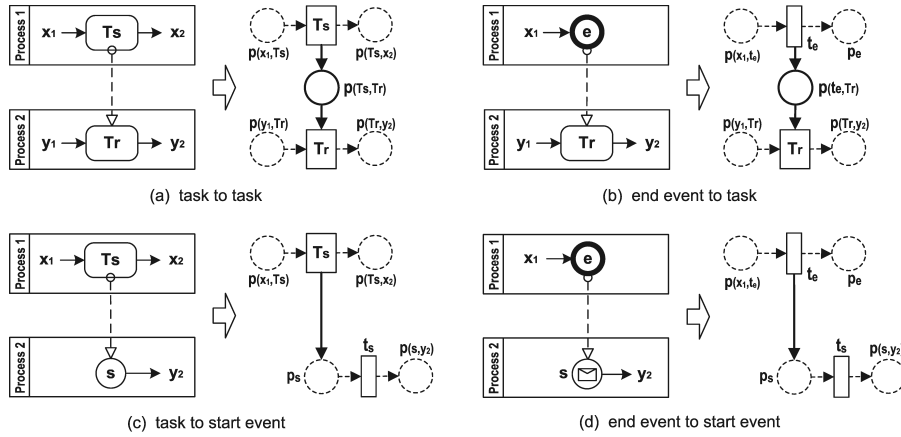 Process 1
x1
Ts
x2
Process 2
y1
Tr
y2
Ts
p(x1,Ts)
p(Ts,x2)
p(Ts,Tr)
p(y1,Tr)
p(Tr,y2)
Tr
(a) task to task
Process 1
x1
e
Process 2
y1
Tr
y2
p(x1,te)
te
pe
p(te,Tr)
p(y1,Tr)
p(Tr,y2)
Tr
(b) end event to task
Process 1
x1
Ts
x2
Process 2
s
y2
Ts
p(x1,Ts)
p(Ts,x2)
ts
p(s,y2)
ps
(c) task to start event
Process 1
x1
e
Process 2
s
y2
p(x1,te)
te
pe
ts
p(s,y2)
ps
(d) end event to start event